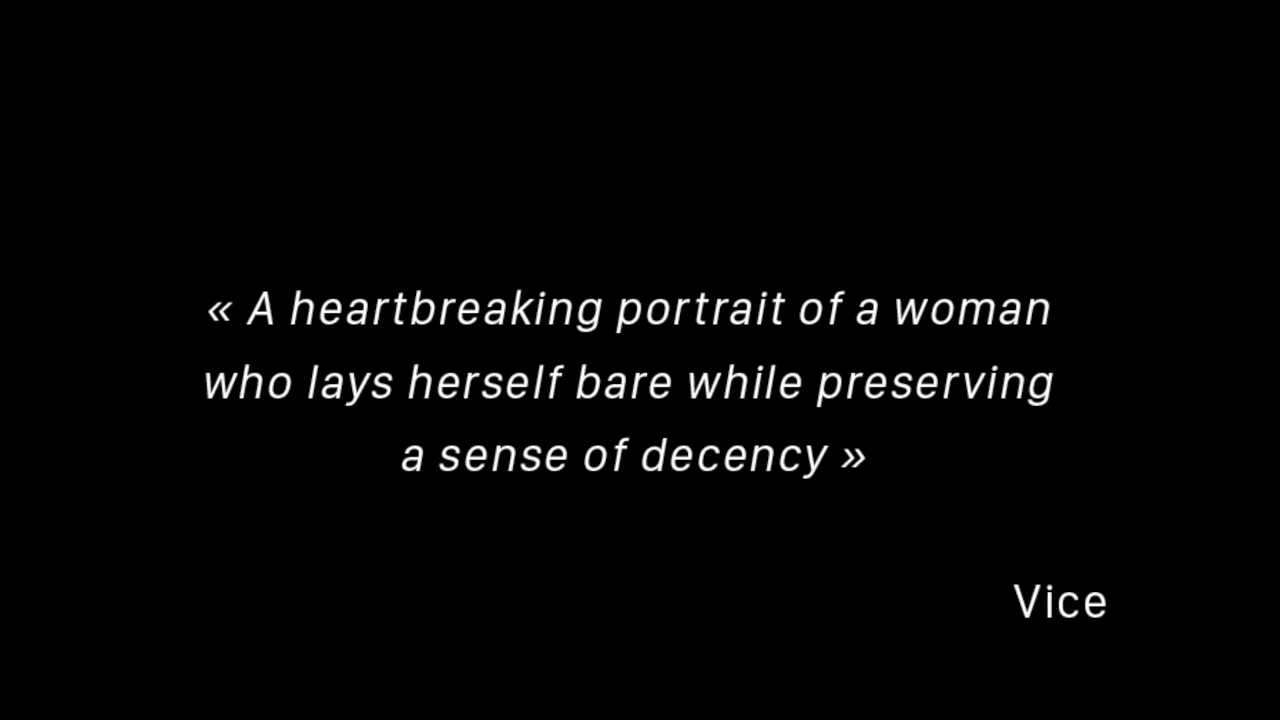 « A heartbreaking portrait of a woman
who lays herself bare while preserving
a sense of decency »
Vice